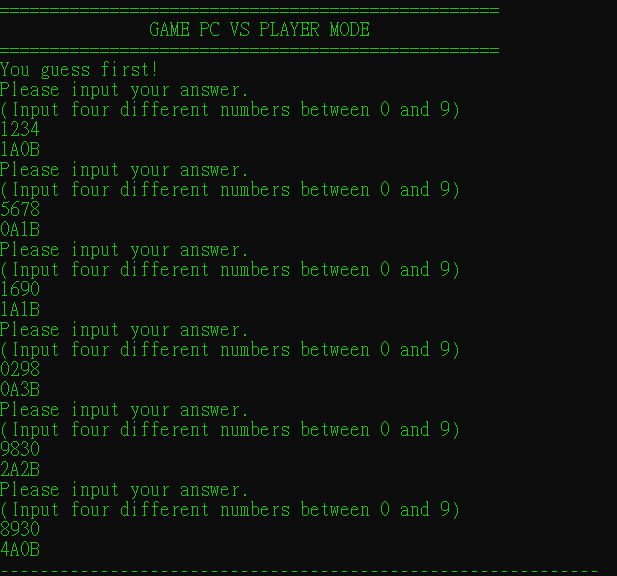 ==================================================
GAME PC VS PLAYER MODE
==================================================
You guess first!
Please input your answer.
(Input four different numbers between 0 and 9)
1234
1A0B
Please input your answer.
(Input four different numbers between 0 and 9)
5678
0A1B
Please input your answer.
(Input four different numbers between 0 and 9)
1690
1A1B
Please input your answer.
(Input four different numbers between 0 and 9)
0298
0A3B
Please input your answer.
(Input four different numbers between 0 and 9)
9830
2A2B
Please input your answer.
(Input four different numbers between 0 and 9)
8930
4A0B
------------------------------------------------------------